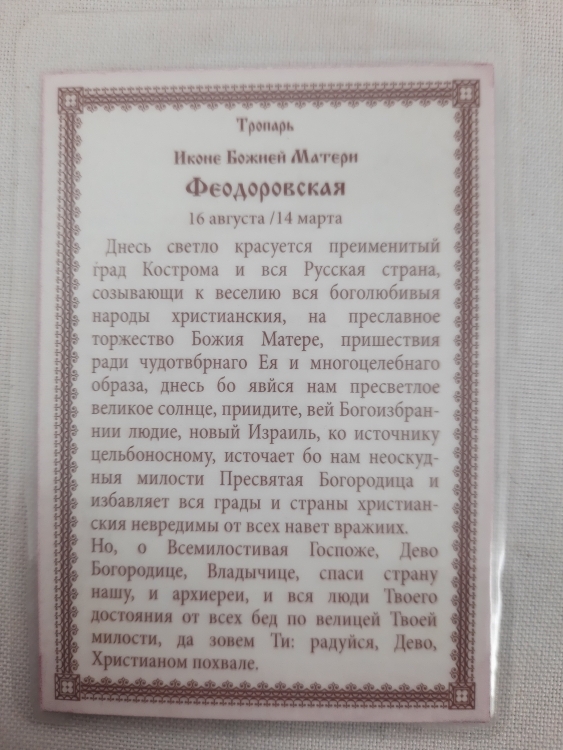 Тропарь
Иконе Божией Матери
Феодоровская
16 августа /14 марта
Днесь светло красуется преименитый
град Кострома и вся Русская страна,
созывающи к веселию вся боголюбивыя
народы христианския, на преславное
торжество Божия Матере, пришествия
ради чудотвбрнаго Ея и многоцелебнаго
образа, днесь бо явйся нам пресветлое
великое солнце, приидите, вей Богоизбран-
нии людие, новый Израиль, ко источнику
цельбоносному, источает бо нам неоскуд-
ныя милости Пресвятая Богородица и
избавляет вся грады и страны христиан-
ския невредимы от всех навет вражиих.
Но, о Всемилостивая Госпоже, Дево
Богородице, Владычице, спаси страну
нашу, и архиереи, и вся люди Твоего
достояния от всех бед по велицей Твоей
милости, да зовем Ти: радуйся, Дево,
Христианом похвале.